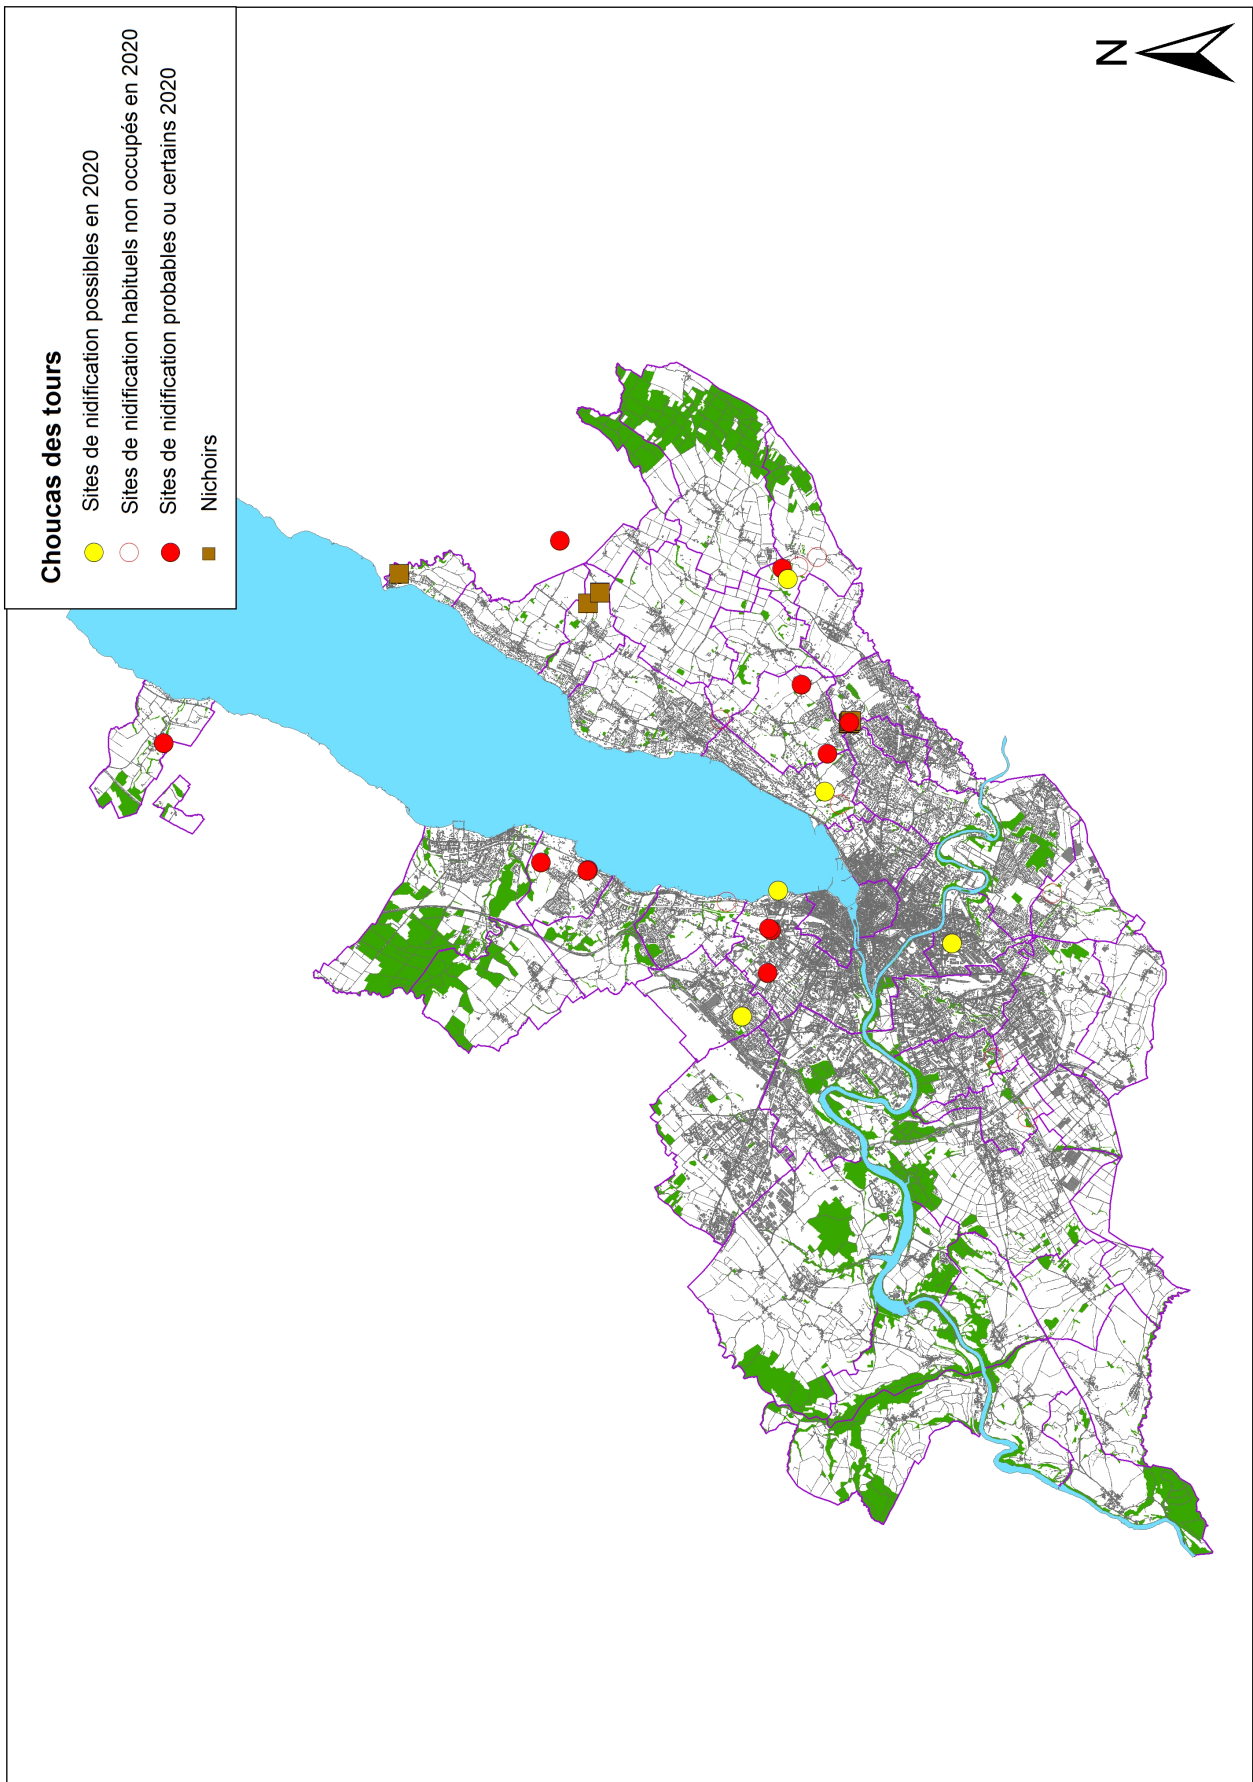 Choucas des tours
Sites de nidification possibles en 2020
Sites de nidification habituels non occupés en 2020
Sites de nidification probables ou certains 2020
Nichoirs
N